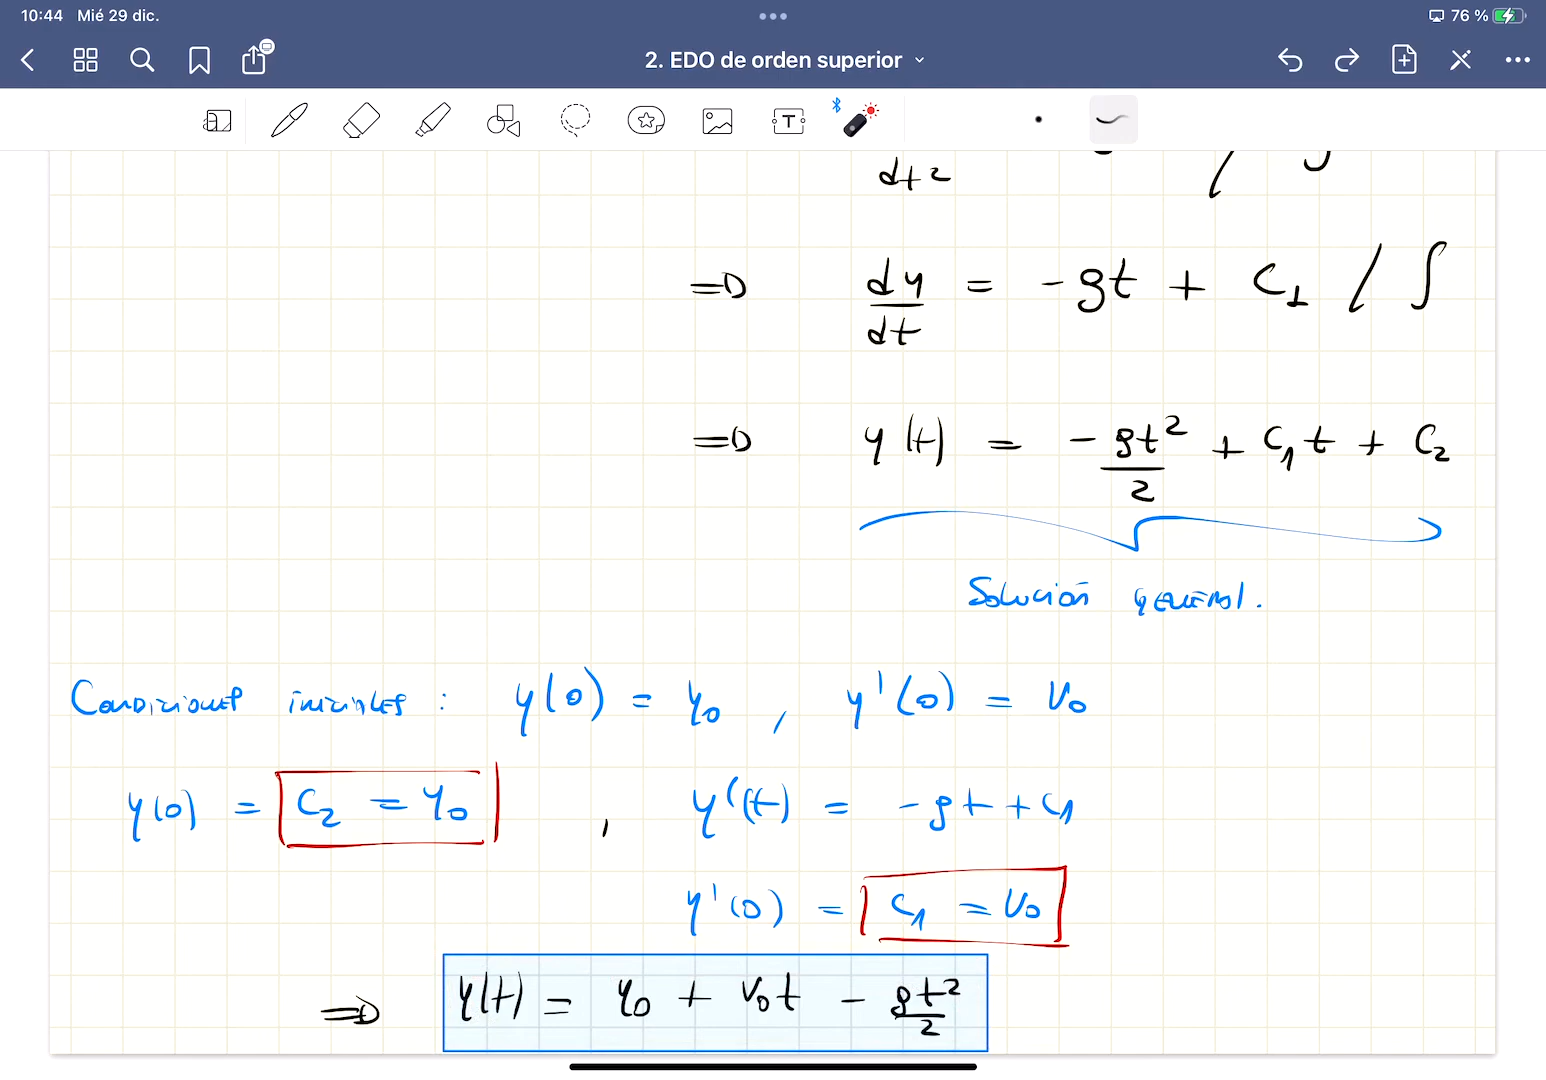 10:44 Mié 29 dic. 76 %
2. EDO de orden superior
T
dt2 /
=> dy/dt = -gt + C1 / ∫
=> y(t) = -gt²/2 + C1t + C2
Solución general.
Condiciones iniciales : y(0) = y0 , y'(0) = v0
y(0) = C2 = y0 , y'(t) = -gt + C1
y'(0) = C1 = v0
=> y(t) = y0 + v0t - gt²/2